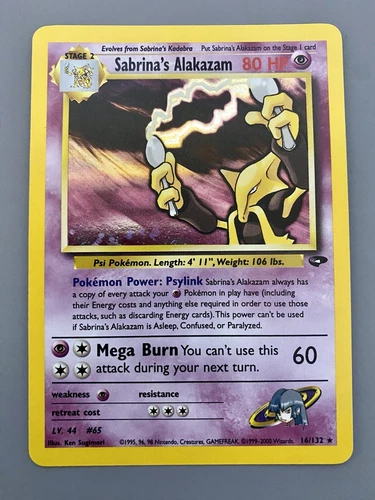 Evolves from Sabrina's Kadabra Put Sabrina's Alakazam on the Stage 1 card
STAGE 2
Sabrina's Alakazam 80 HP
Psi Pokémon. Length: 4' 11", Weight: 106 lbs.
Pokémon Power: Psylink Sabrina's Alakazam always
has a copy of every attack your Pokémon in play have (including
their Energy costs and anything else required in order to use those
attacks, such as discarding Energy cards). This power can't be used
if Sabrina's Alakazam is Asleep, Confused, or Paralyzed.
Mega Burn You can't use this 60
attack during your next turn.
weakness resistance
retreat cost
LV. 44 #65
Illus. Ken Sugimori ©1995, 96, 98 Nintendo, Creatures, GAMEFREAK. ©1999-2000 Wizards. 16/132 ★